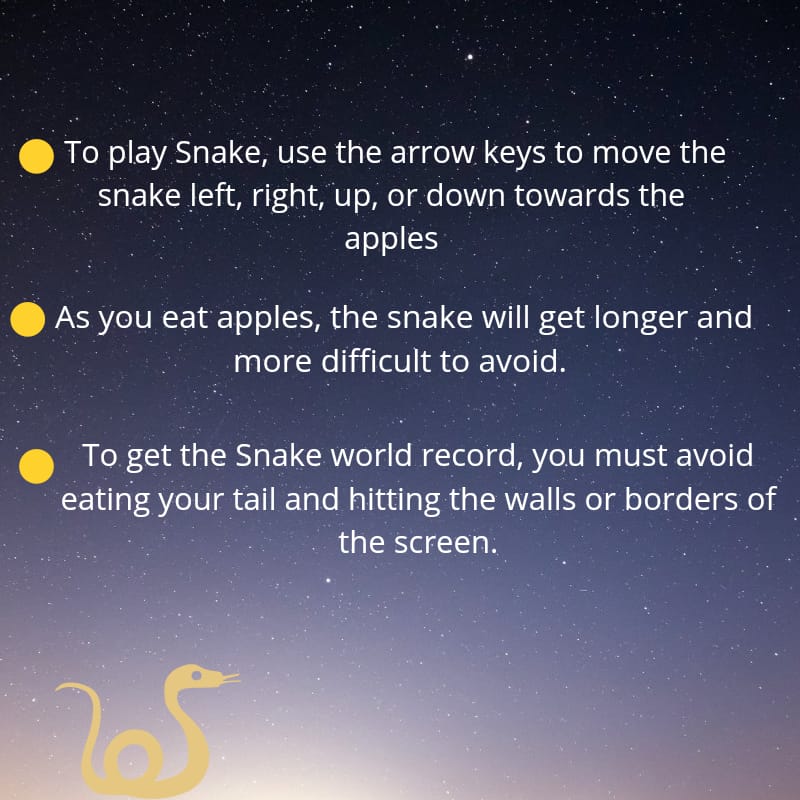 To play Snake, use the arrow keys to move the
snake left, right, up, or down towards the
apples
As you eat apples, the snake will get longer and
more difficult to avoid.
To get the Snake world record, you must avoid
eating your tail and hitting the walls or borders of
the screen.